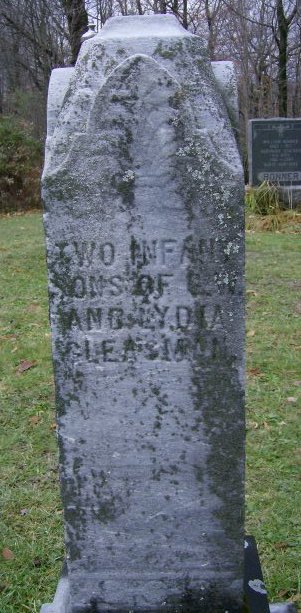 TWO INFANT
SONS OF C.
AND LYDIA
GLEASMAN
BONNER